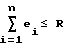 n
∑ e_i ≤ R
i = 1